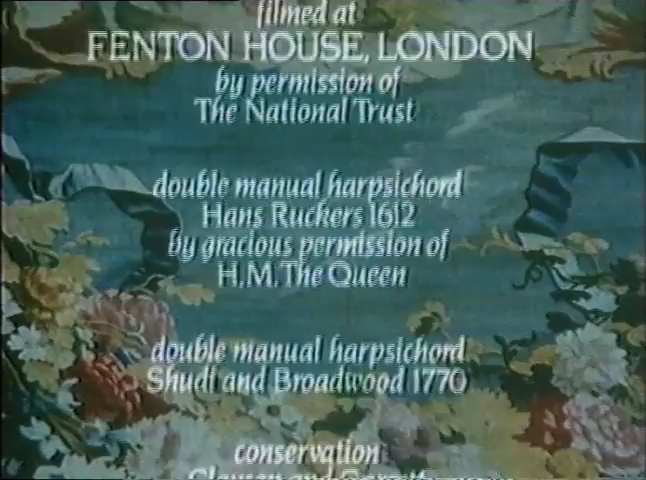 filmed at
FENTON HOUSE, LONDON
by permission of
The National Trust
double manual harpsichord
Hans Ruckers 1612
by gracious permission of
H.M. The Queen
double manual harpsichord
Shudi and Broadwood 1770
conservation
and